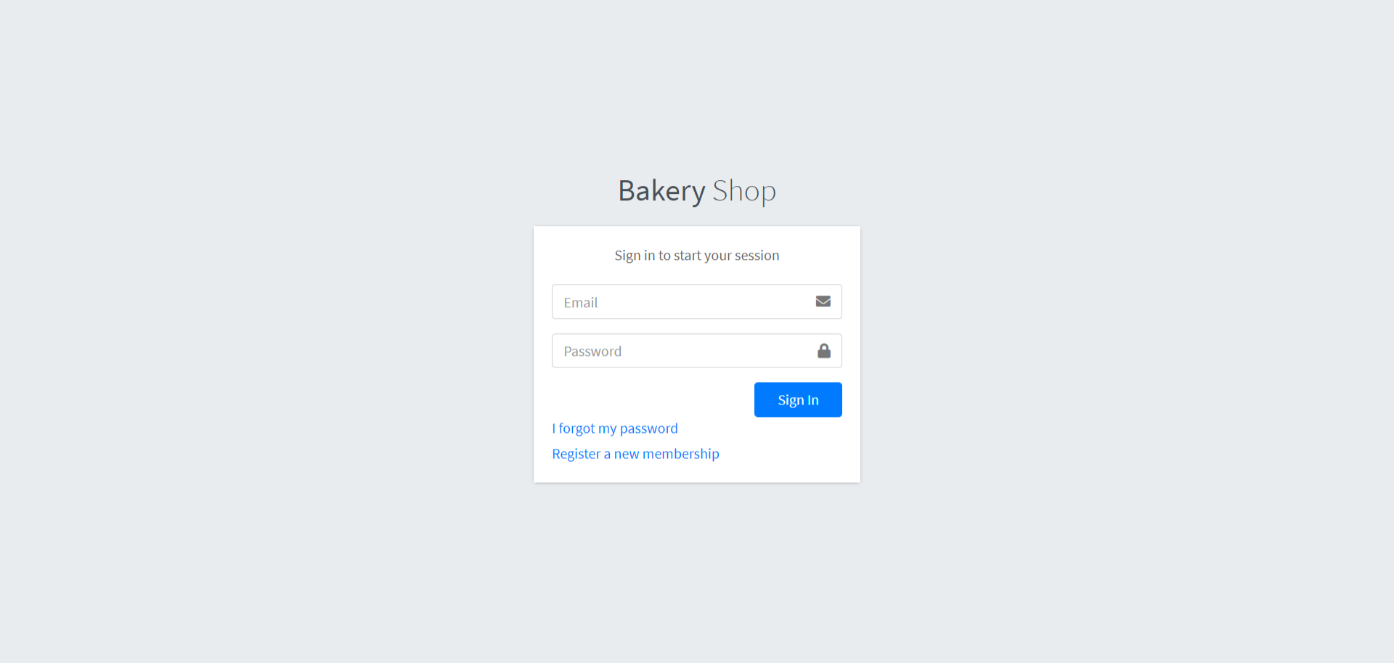 Bakery Shop
Sign in to start your session
Email
Password
Sign In
I forgot my password
Register a new membership